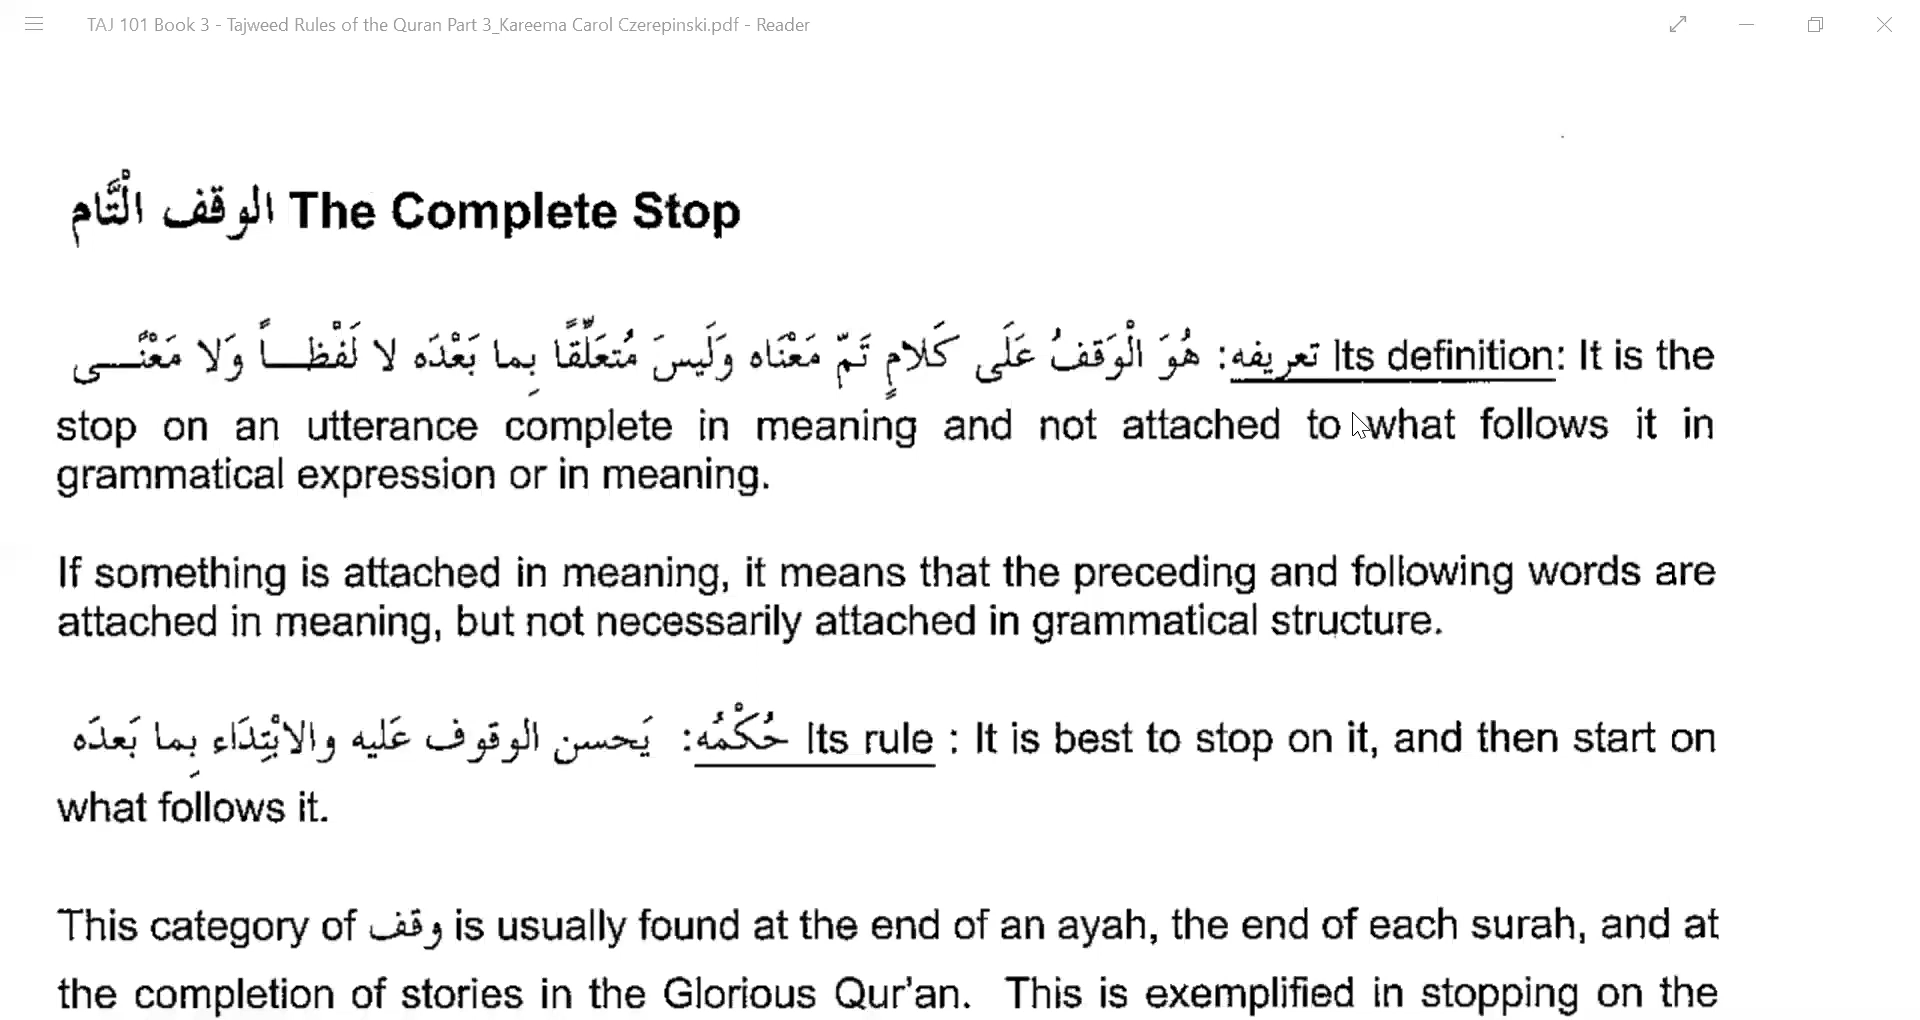 TAJ 101 Book 3 - Tajweed Rules of the Quran Part 3_Kareema Carol Czerepinski.pdf - Reader
الوقف الْتَّام The Complete Stop
تعريفه Its definition: هُوَ الْوَقفُ عَلَى كَلامٍ تَمّ مَعْنَاه وَلَيسَ مُتعَلِّقًا بِما بَعْدَه لا لَفْظــاً وَلا مَعْنًــى: It is the
stop on an utterance complete in meaning and not attached to what follows it in
grammatical expression or in meaning.
If something is attached in meaning, it means that the preceding and following words are
attached in meaning, but not necessarily attached in grammatical structure.
حُكْمُه: يَحسن الوقوف عَليه والابْتِدَاء بِما بَعدَه Its rule : It is best to stop on it, and then start on
what follows it.
This category of وقف is usually found at the end of an ayah, the end of each surah, and at
the completion of stories in the Glorious Qur'an. This is exemplified in stopping on the